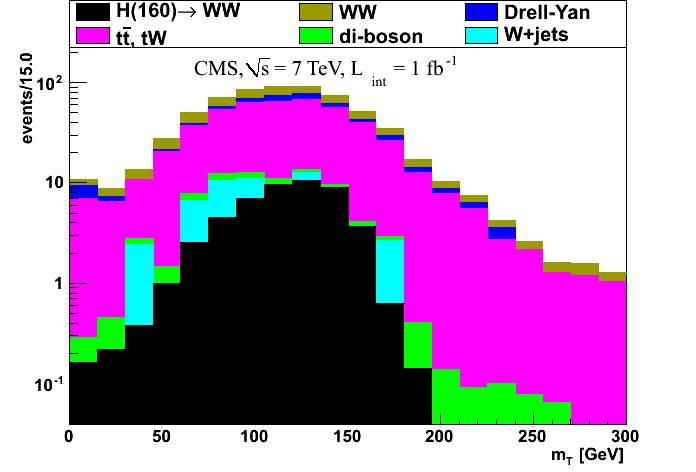 H(160)→ WW
WW
Drell-Yan
tt̄, tW
di-boson
W+jets
CMS, √s = 7 TeV, L int = 1 fb⁻¹
events/15.0
10²
10
1
10⁻¹
0 50 100 150 200 250 300
m_T [GeV]